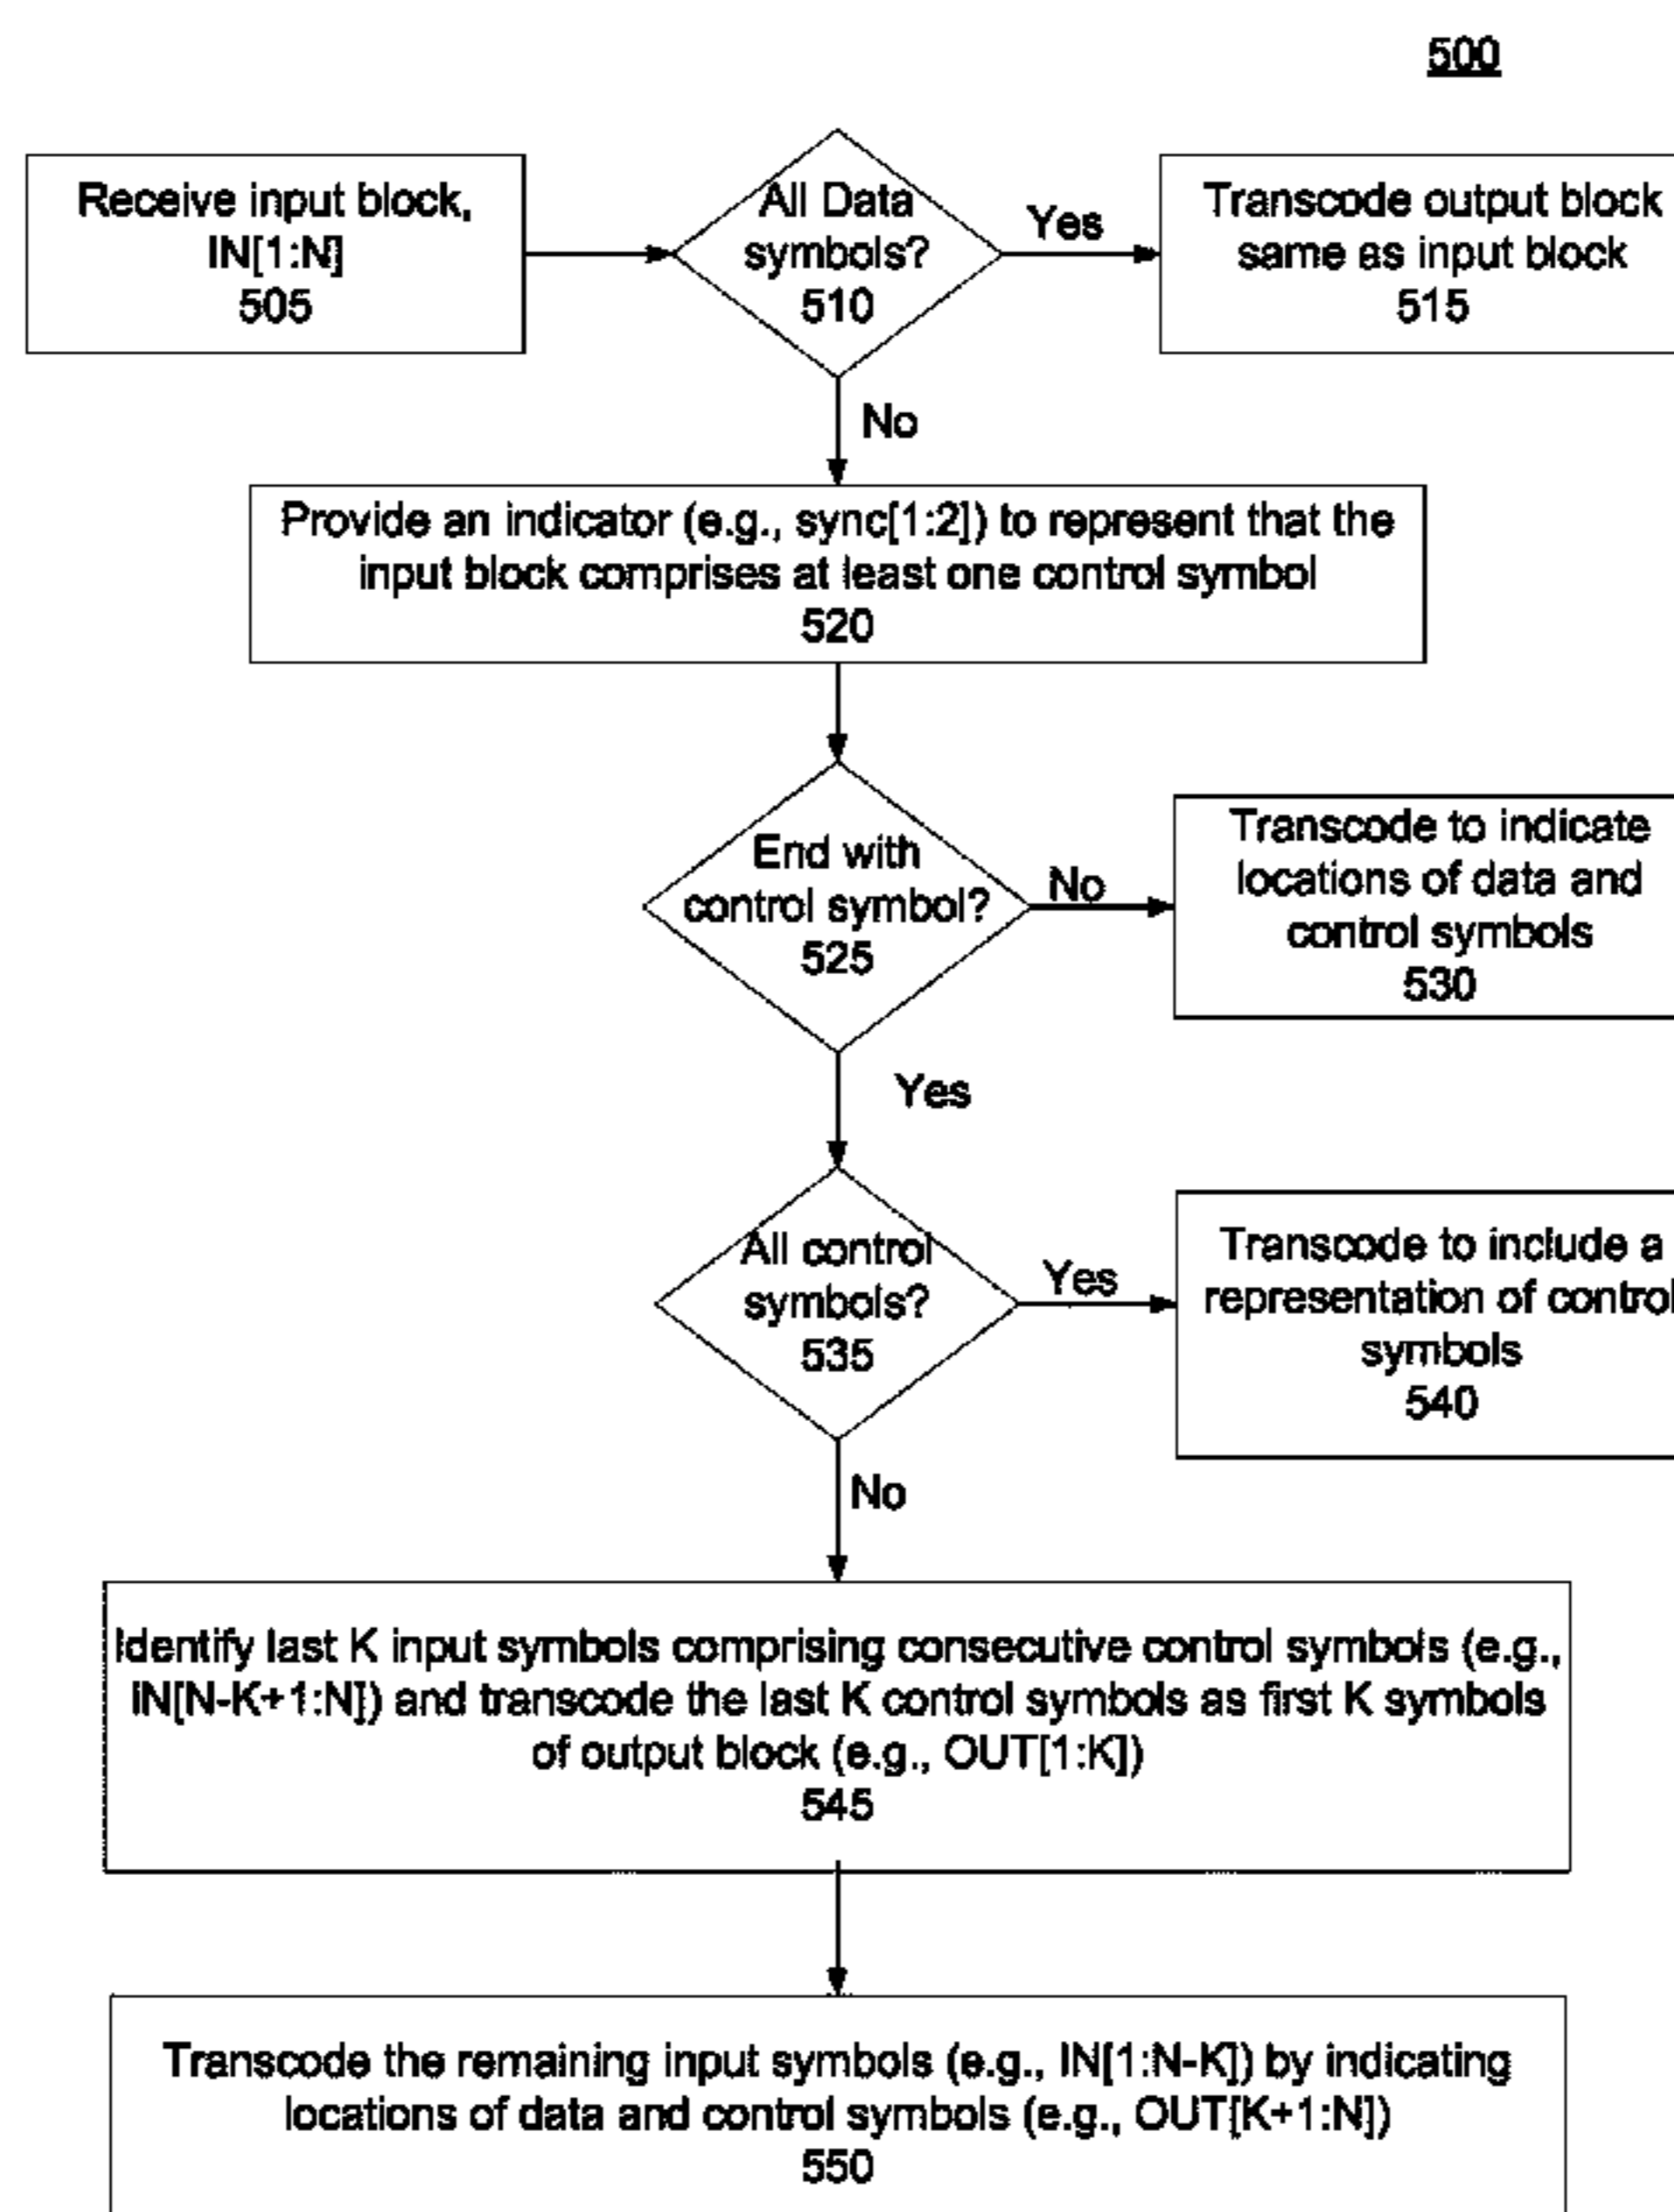 500
Receive input block,
IN[1:N]
505
All Data
symbols?
510
Yes
Transcode output block
same as input block
515
No
Provide an indicator (e.g., sync[1:2]) to represent that the
input block comprises at least one control symbol
520
End with
control symbol?
525
No
Transcode to indicate
locations of data and
control symbols
530
Yes
All control
symbols?
535
Yes
Transcode to include a
representation of control
symbols
540
No
Identify last K input symbols comprising consecutive control symbols (e.g.,
IN[N-K+1:N]) and transcode the last K control symbols as first K symbols
of output block (e.g., OUT[1:K])
545
Transcode the remaining input symbols (e.g., IN[1:N-K]) by indicating
locations of data and control symbols (e.g., OUT[K+1:N])
550